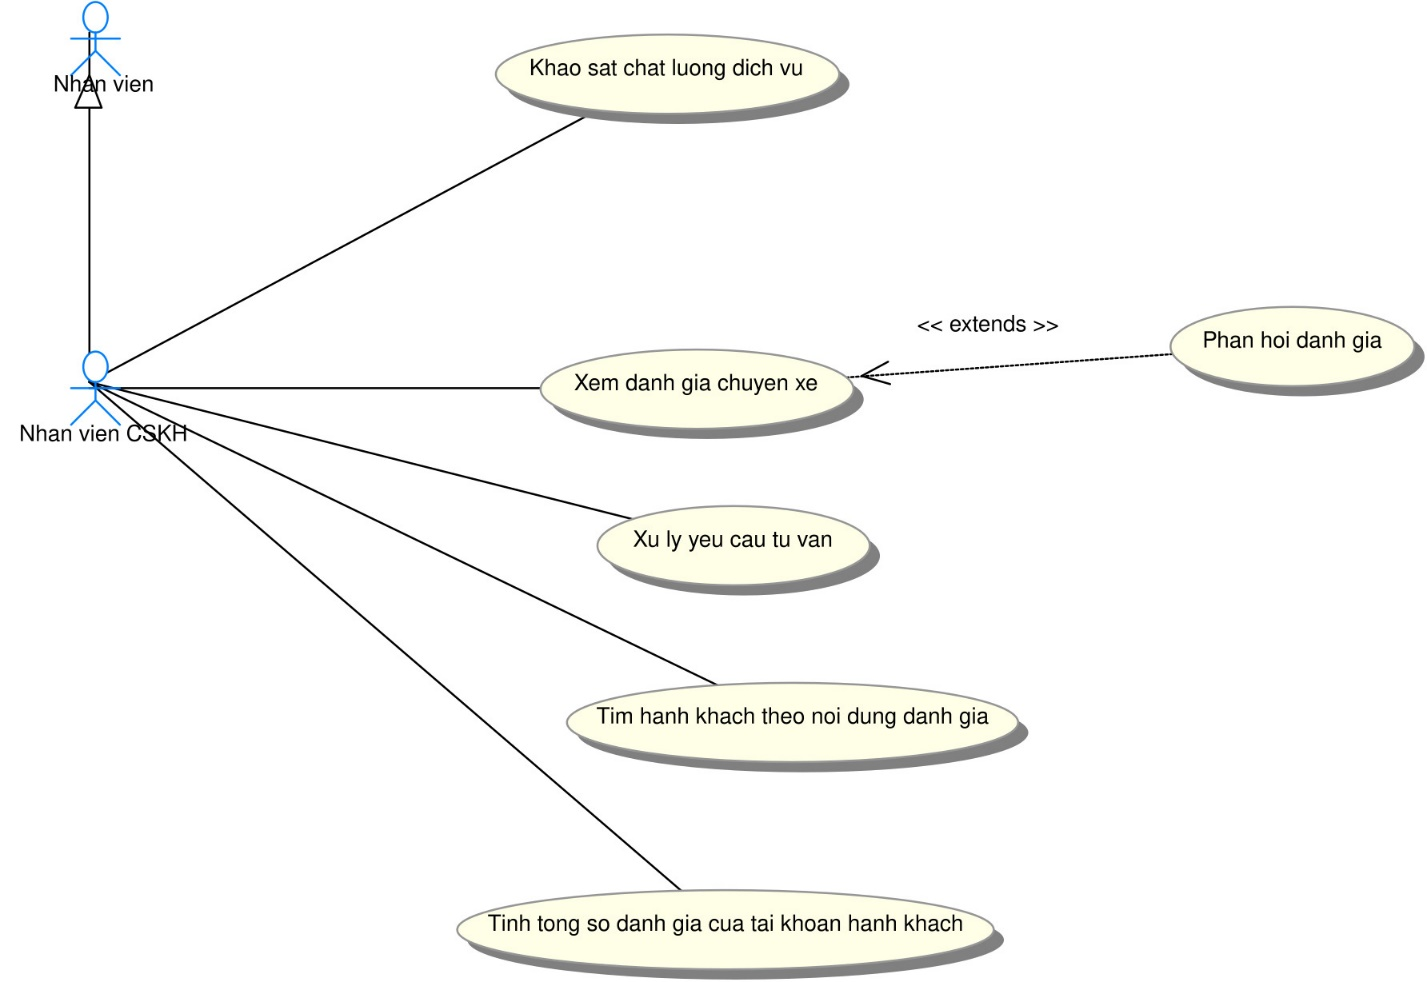 Nhan vien
Khao sat chat luong dich vu
<< extends >>
Phan hoi danh gia
Xem danh gia chuyen xe
Nhan vien CSKH
Xu ly yeu cau tu van
Tim hanh khach theo noi dung danh gia
Tinh tong so danh gia cua tai khoan hanh khach